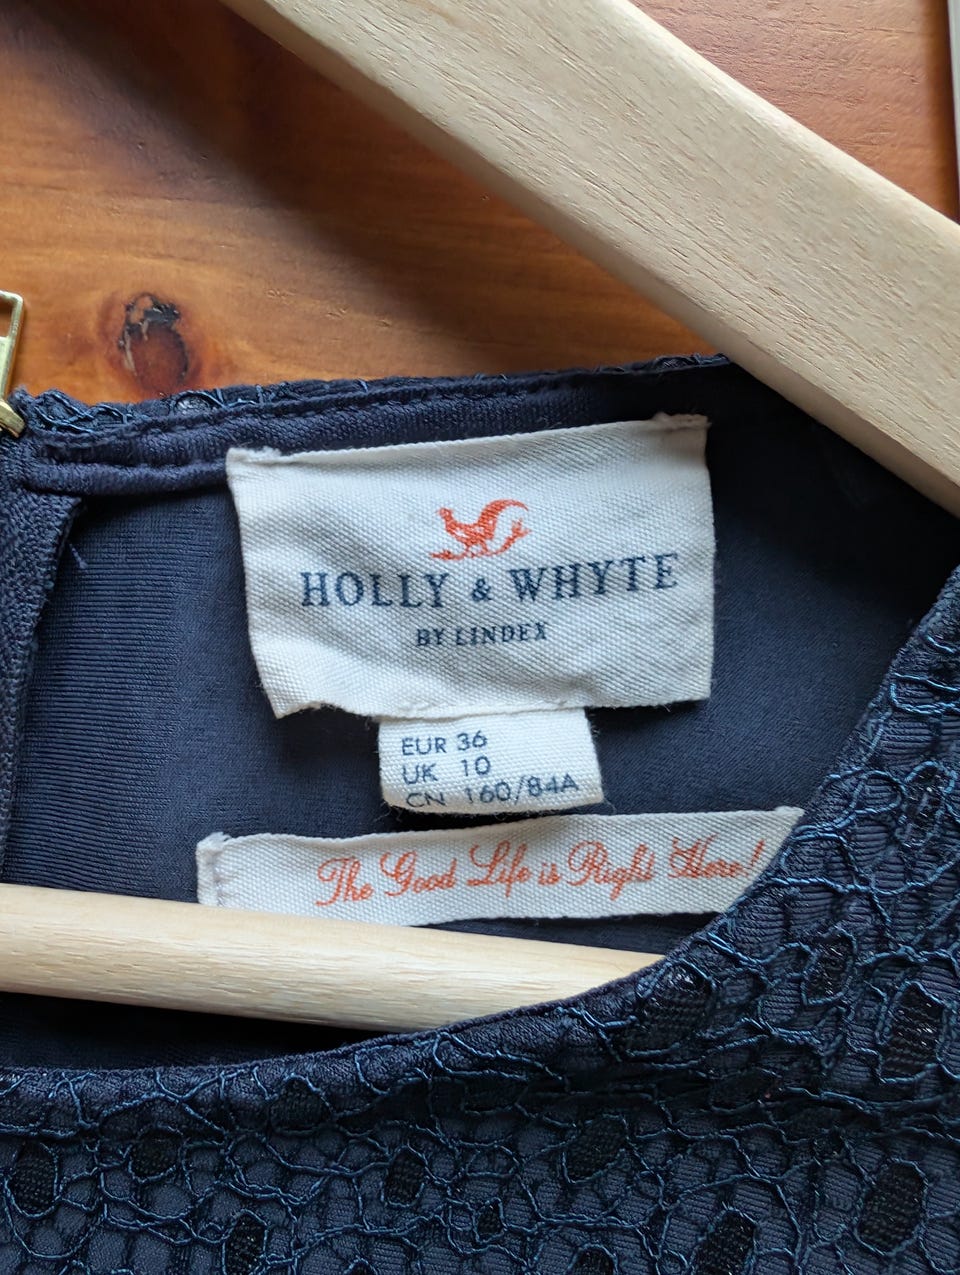 HOLLY & WHYTE
BY LINDEX
EUR 36
UK 10
CN 160/84A
The Good Life is Right Here!